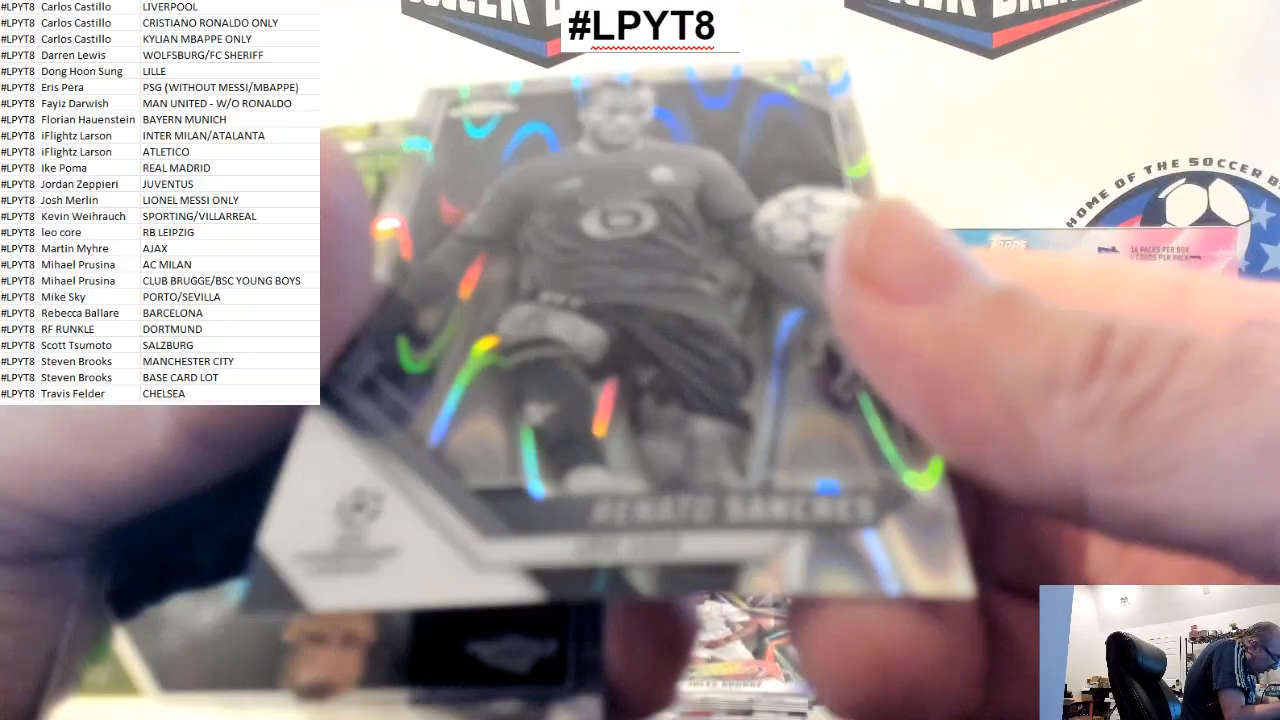 #LPYT8 Carlos Castillo LIVERPOOL
#LPYT8 Carlos Castillo CRISTIANO RONALDO ONLY
#LPYT8 Carlos Castillo KYLIAN MBAPPE ONLY
#LPYT8 Darren Lewis WOLFSBURG/FC SHERIFF
#LPYT8 Dong Hoon Sung LILLE
#LPYT8 Eris Pera PSG (WITHOUT MESSI/MBAPPE)
#LPYT8 Fayiz Darwish MAN UNITED - W/O RONALDO
#LPYT8 Florian Hauenstein BAYERN MUNICH
#LPYT8 iFlightz Larson INTER MILAN/ATALANTA
#LPYT8 iFlightz Larson ATLETICO
#LPYT8 Ike Poma REAL MADRID
#LPYT8 Jordan Zeppieri JUVENTUS
#LPYT8 Josh Merlin LIONEL MESSI ONLY
#LPYT8 Kevin Weihrauch SPORTING/VILLARREAL
#LPYT8 leo core RB LEIPZIG
#LPYT8 Martin Myhre AJAX
#LPYT8 Mihael Prusina AC MILAN
#LPYT8 Mihael Prusina CLUB BRUGGE/BSC YOUNG BOYS
#LPYT8 Mike Sky PORTO/SEVILLA
#LPYT8 Rebecca Ballare BARCELONA
#LPYT8 RF RUNKLE DORTMUND
#LPYT8 Scott Tsumoto SALZBURG
#LPYT8 Steven Brooks MANCHESTER CITY
#LPYT8 Steven Brooks BASE CARD LOT
#LPYT8 Travis Felder CHELSEA
#LPYT8
HOME OF THE SOCCER B
topps
16 PACKS PER BOX
RENATO SANCHES